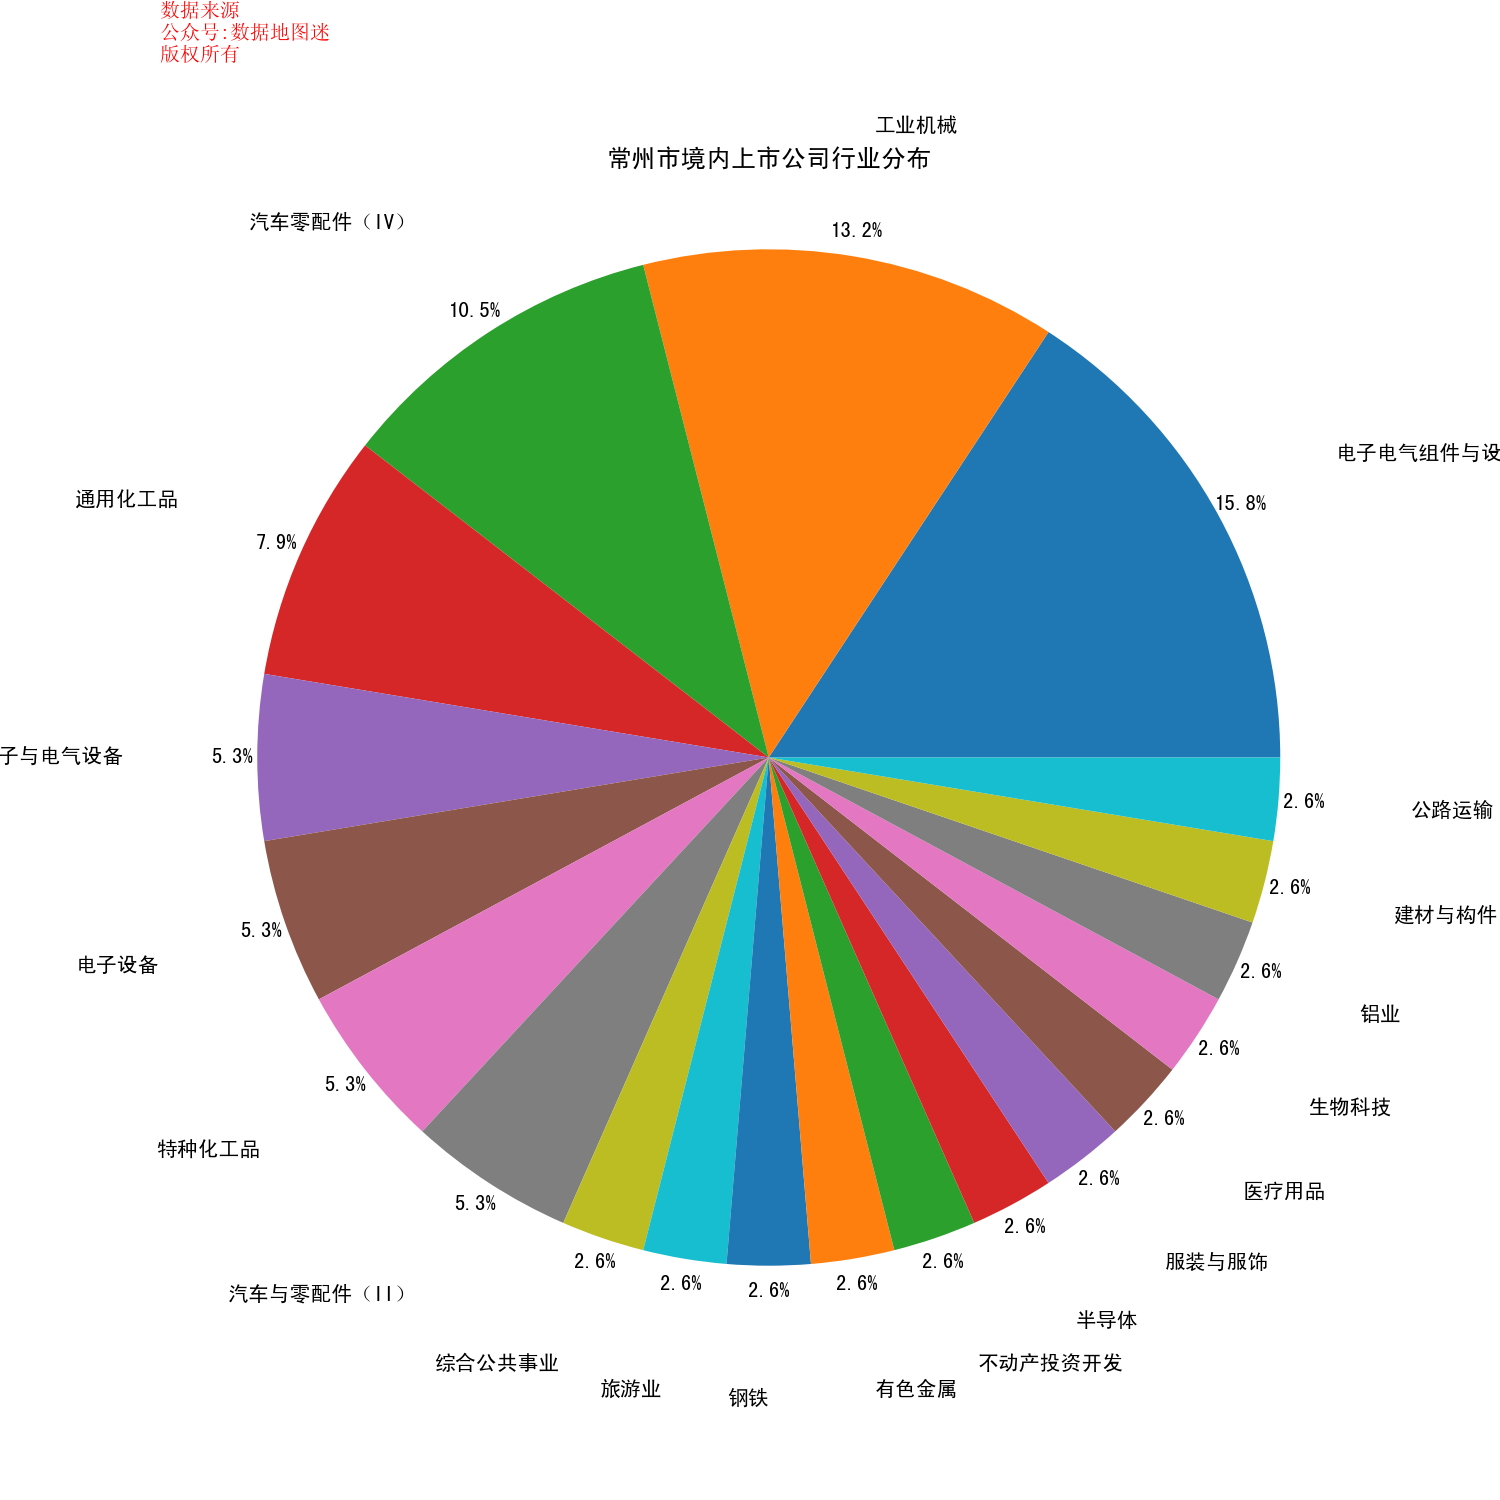 数据来源
公众号:数据地图迷
版权所有
工业机械
常州市境内上市公司行业分布
汽车零配件（IV）
13.2%
10.5%
电子电气组件与设
15.8%
通用化工品
7.9%
子与电气设备
5.3%
2.6%
公路运输
2.6%
建材与构件
5.3%
电子设备
2.6%
铝业
2.6%
5.3%
生物科技
2.6%
特种化工品
2.6%
医疗用品
5.3%
2.6%
服装与服饰
2.6%
2.6%
2.6%
2.6%
2.6%
汽车与零配件（II）
半导体
综合公共事业
不动产投资开发
旅游业
有色金属
钢铁